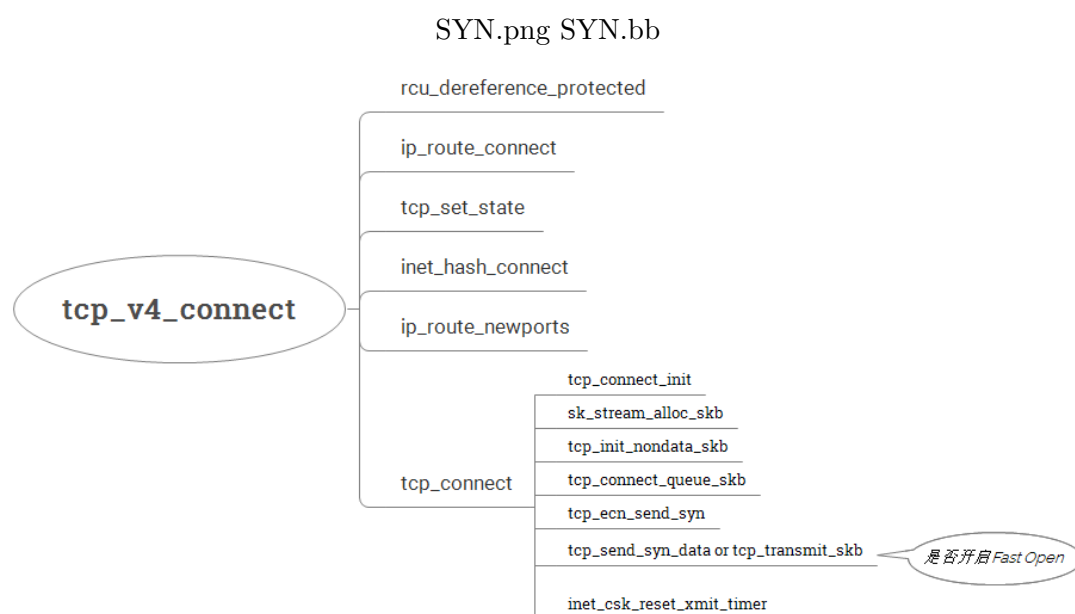 SYN.png SYN.bb
rcu_dereference_protected
ip_route_connect
tcp_set_state
inet_hash_connect
tcp_v4_connect
ip_route_newports
tcp_connect_init
sk_stream_alloc_skb
tcp_init_nondata_skb
tcp_connect
tcp_connect_queue_skb
tcp_ecn_send_syn
tcp_send_syn_data or tcp_transmit_skb
是否开启Fast Open
inet_csk_reset_xmit_timer